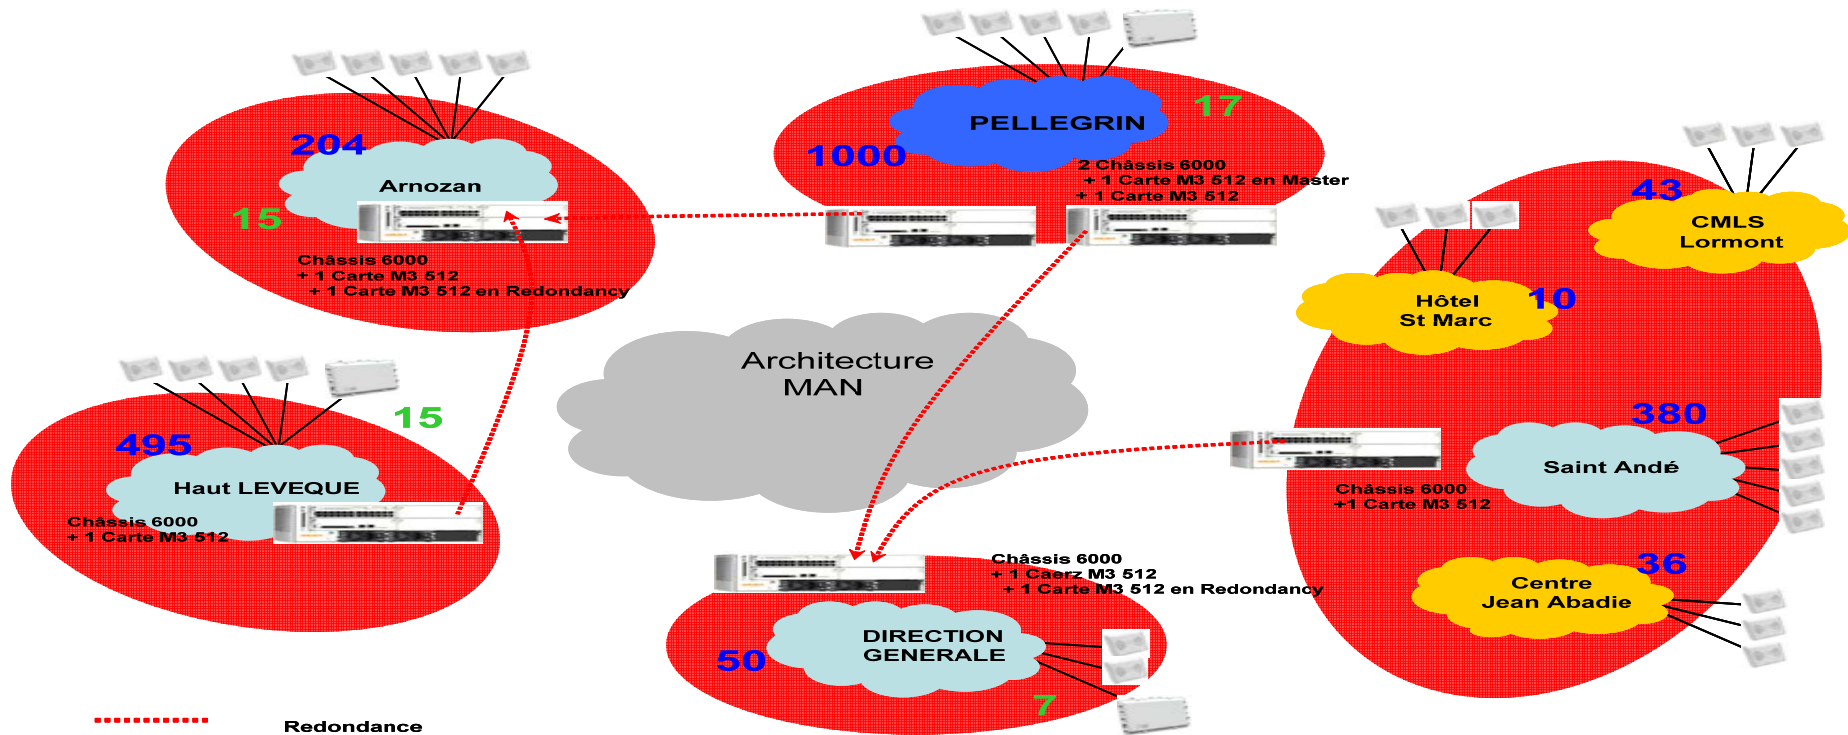 204
Arnozan
15
Châssis 6000
+ 1 Carte M3 512
+ 1 Carte M3 512 en Redondancy
PELLEGRIN
17
1000
2 Châssis 6000
+ 1 Carte M3 512 en Master
+ 1 Carte M3 512
43
CMLS
Lormont
Hôtel
St Marc
10
Architecture
MAN
495
15
Haut LEVEQUE
Châssis 6000
+ 1 Carte M3 512
380
Saint André
Châssis 6000
+1 Carte M3 512
36
Centre
Jean Abadie
Châssis 6000
+ 1 Caerz M3 512
+ 1 Carte M3 512 en Redondancy
DIRECTION
GENERALE
50
7
Redondance